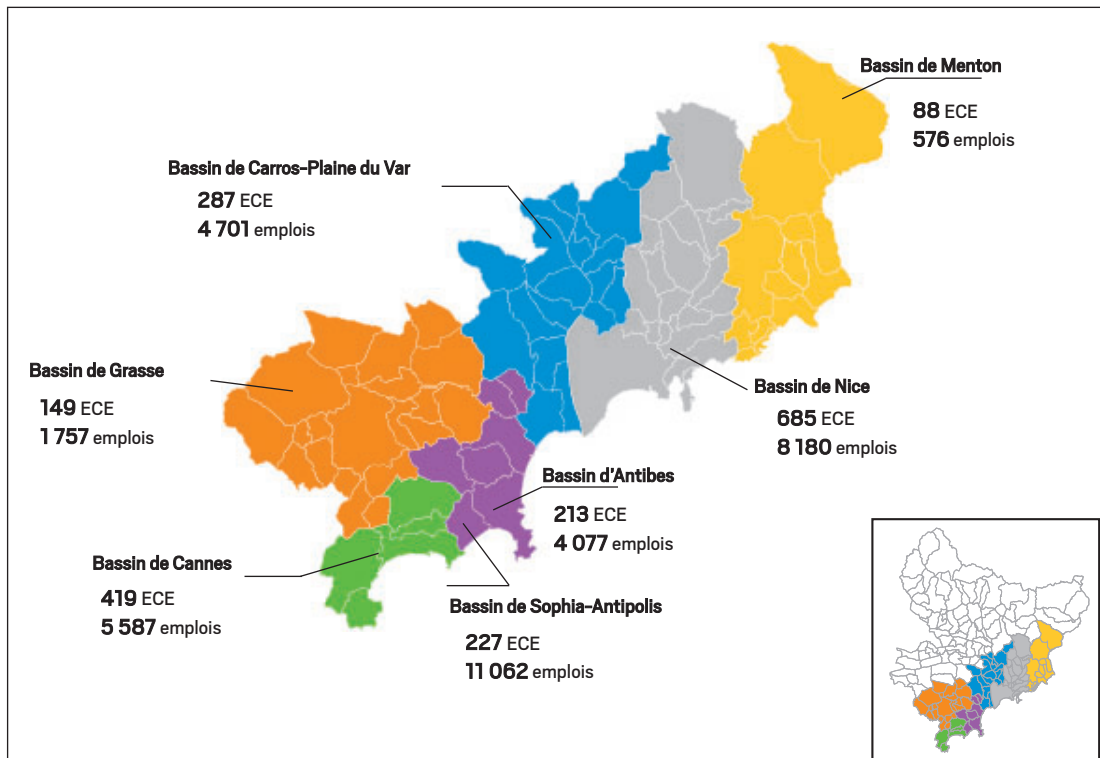 Bassin de Menton
88 ECE
576 emplois
Bassin de Carros-Plaine du Var
287 ECE
4 701 emplois
Bassin de Grasse
149 ECE
1 757 emplois
Bassin de Nice
685 ECE
8 180 emplois
Bassin d'Antibes
213 ECE
4 077 emplois
Bassin de Cannes
419 ECE
5 587 emplois
Bassin de Sophia-Antipolis
227 ECE
11 062 emplois